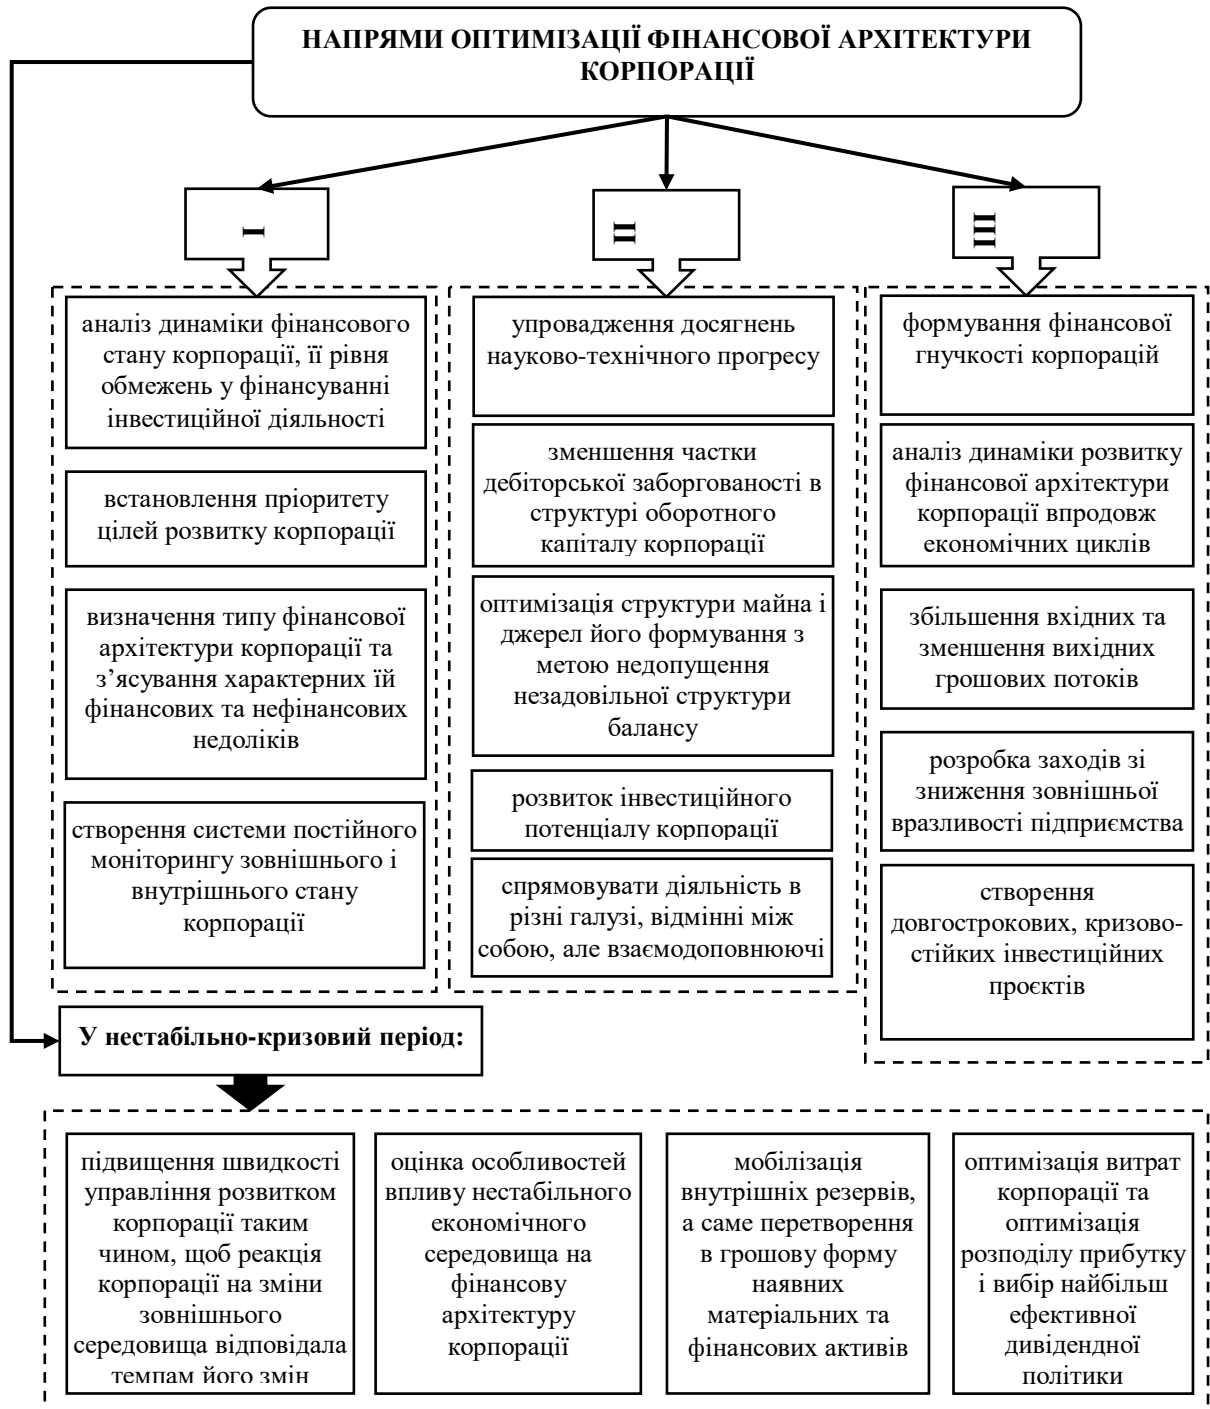 НАПРЯМИ ОПТИМІЗАЦІЇ ФІНАНСОВОЇ АРХІТЕКТУРИ
КОРПОРАЦІЇ
I
II
III
аналіз динаміки фінансового
стану корпорації, її рівня
обмежень у фінансуванні
інвестиційної діяльності
встановлення пріоритету
цілей розвитку корпорації
визначення типу фінансової
архітектури корпорації та
з’ясування характерних їй
фінансових та нефінансових
недоліків
створення системи постійного
моніторингу зовнішнього і
внутрішнього стану
корпорації
упровадження досягнень
науково-технічного прогресу
зменшення частки
дебіторської заборгованості в
структурі оборотного
капіталу корпорації
оптимізація структури майна і
джерел його формування з
метою недопущення
незадовільної структури
балансу
розвиток інвестиційного
потенціалу корпорації
спрямовувати діяльність в
різні галузі, відмінні між
собою, але взаємодоповнюючі
формування фінансової
гнучкості корпорацій
аналіз динаміки розвитку
фінансової архітектури
корпорації впродовж
економічних циклів
збільшення вхідних та
зменшення вихідних
грошових потоків
розробка заходів зі
зниження зовнішньої
вразливості підприємства
створення
довгострокових, кризово-
стійких інвестиційних
проєктів
У нестабільно-кризовий період:
підвищення швидкості
управління розвитком
корпорації таким
чином, щоб реакція
корпорації на зміни
зовнішнього
середовища відповідала
темпам його змін
оцінка особливостей
впливу нестабільного
економічного
середовища на
фінансову
архітектуру
корпорації
мобілізація
внутрішніх резервів,
а саме перетворення
в грошову форму
наявних
матеріальних та
фінансових активів
оптимізація витрат
корпорації та
оптимізація
розподілу прибутку
і вибір найбільш
ефективної
дивідендної
політики